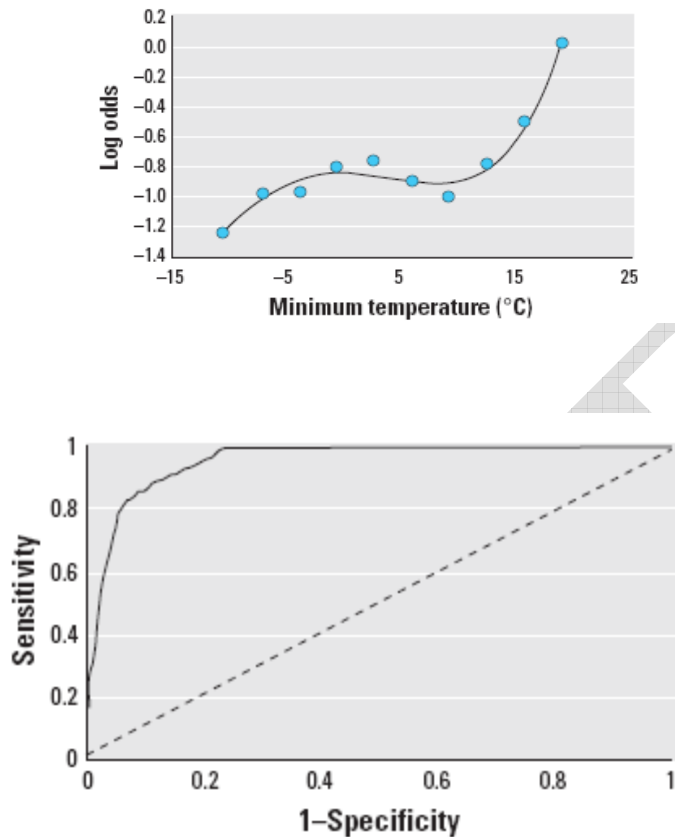 0.2
0.0
–0.2
–0.4
–0.6
–0.8
–1.0
–1.2
–1.4
Log odds
–15 –5 5 15 25
Minimum temperature (°C)
1
0.8
0.6
0.4
0.2
0
Sensitivity
0 0.2 0.4 0.6 0.8 1
1–Specificity